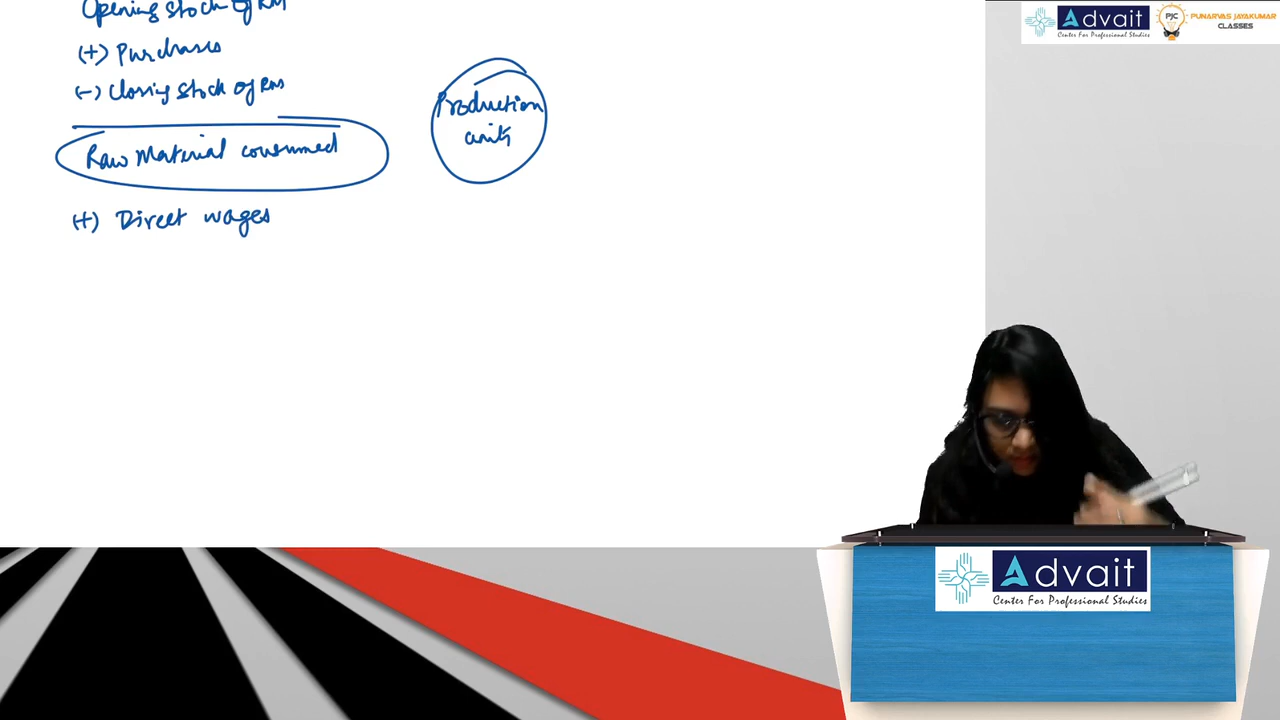 Opening Stock of RM
(+) Purchases
(-) Closing Stock of RM
Raw Material consumed
(+) Direct wages
Production
units
Advait
Center For Professional Studies
PJC
PUNARVAS JAYAKUMAR
CLASSES
Advait
Center For Professional Studies